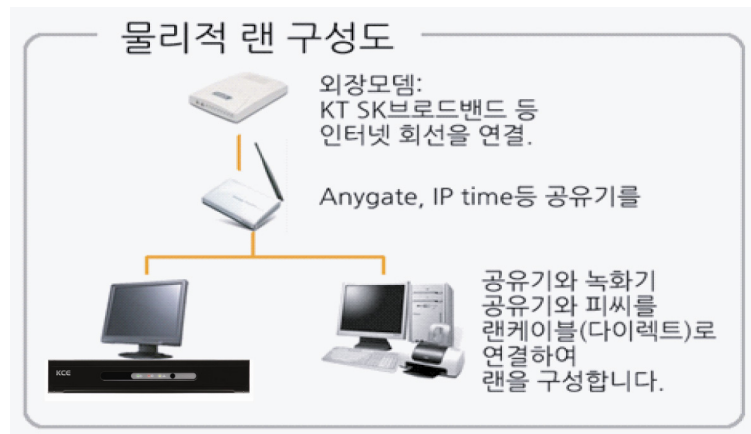 물리적 랜 구성도
외장모뎀:
KT SK브로드밴드 등
인터넷 회선을 연결.
Anygate, IP time등 공유기를
공유기와 녹화기
공유기와 피씨를
랜케이블(다이렉트)로
연결하여
랜을 구성합니다.
KCE